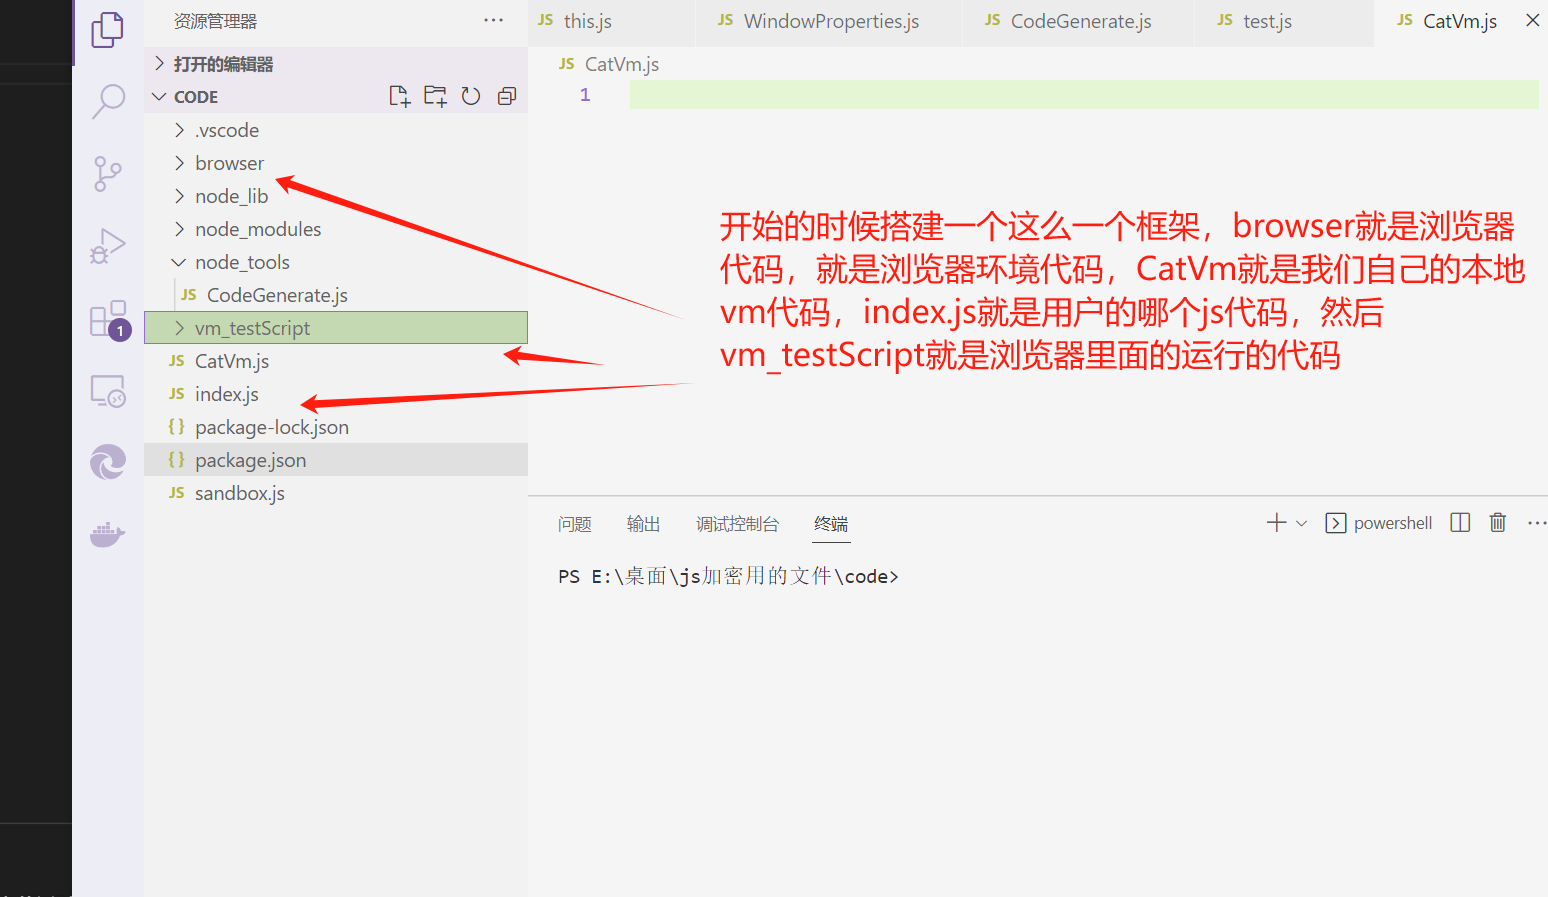 资源管理器
打开的编辑器
CODE
.vscode
browser
node_lib
node_modules
node_tools
JS CodeGenerate.js
vm_testScript
JS CatVm.js
JS index.js
{} package-lock.json
{} package.json
JS sandbox.js
1
JS this.js
JS WindowProperties.js
JS CodeGenerate.js
JS test.js
JS CatVm.js
JS CatVm.js
1
开始的时候搭建一个这么一个框架，browser就是浏览器
代码，就是浏览器环境代码，CatVm就是我们自己的本地
vm代码，index.js就是用户的哪个js代码，然后
vm_testScript就是浏览器里面的运行的代码
问题 输出 调试控制台 终端
powershell
PS E:\桌面\js加密用的文件\code>